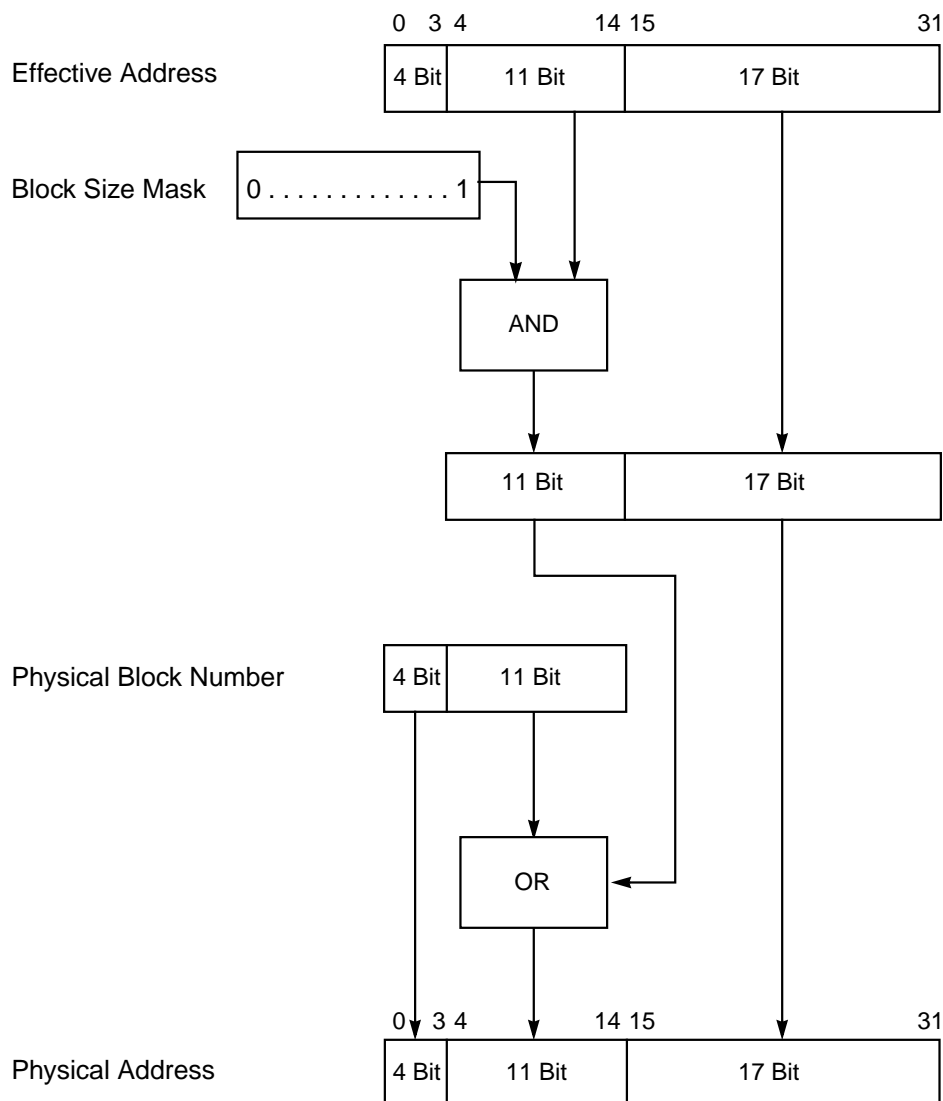 0 3 4 14 15 31
Effective Address 4 Bit 11 Bit 17 Bit
Block Size Mask 0 . . . . . . . . . . . . . 1
AND
11 Bit 17 Bit
Physical Block Number 4 Bit 11 Bit
OR
0 3 4 14 15 31
Physical Address 4 Bit 11 Bit 17 Bit